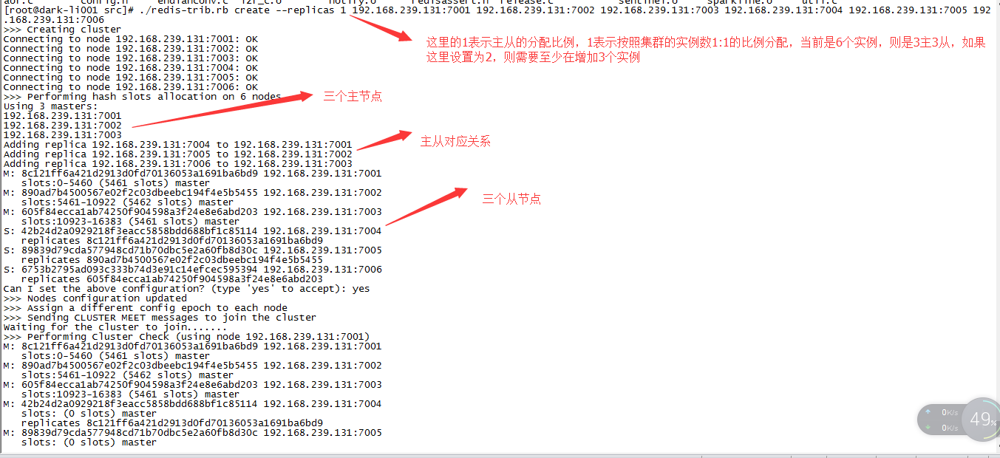 [root@dark-li001 src]# ./redis-trib.rb create --replicas 1 192.168.239.131:7001 192.168.239.131:7002 192.168.239.131:7003 192.168.239.131:7004 192.168.239.131:7005 192
.168.239.131:7006
>>> Creating cluster
Connecting to node 192.168.239.131:7001: OK
Connecting to node 192.168.239.131:7002: OK
Connecting to node 192.168.239.131:7003: OK
Connecting to node 192.168.239.131:7004: OK
Connecting to node 192.168.239.131:7005: OK
Connecting to node 192.168.239.131:7006: OK
这里的1表示主从的分配比例，1表示按照集群的实例数1:1的比例分配，当前是6个实例，则是3主3从，如果
这里设置为2，则需要至少在增加3个实例
>>> Performing hash slots allocation on 6 nodes
三个主节点
Using 3 masters:
192.168.239.131:7001
192.168.239.131:7002
192.168.239.131:7003
Adding replica 192.168.239.131:7004 to 192.168.239.131:7001
主从对应关系
Adding replica 192.168.239.131:7005 to 192.168.239.131:7002
Adding replica 192.168.239.131:7006 to 192.168.239.131:7003
M: 8c121ff6a421d2913d0fd70136053a1691ba6bd9 192.168.239.131:7001
slots:0-5460 (5461 slots) master
M: 890ad7b4500567e02f2c03dbeebc194f4e5b5455 192.168.239.131:7002
slots:5461-10922 (5462 slots) master
三个从节点
M: 605f84ecca1ab74250f904598a3f24e8e6abd203 192.168.239.131:7003
slots:10923-16383 (5461 slots) master
S: 42b24d2a0929218f3eacc5858bdd688bf1c85114 192.168.239.131:7004
replicates 8c121ff6a421d2913d0fd70136053a1691ba6bd9
S: 89839d79cda577948cd71b70dbc5e2a60fb8d30c 192.168.239.131:7005
replicates 890ad7b4500567e02f2c03dbeebc194f4e5b5455
S: 6753b2795ad093c333b74d3e91c14efcec595394 192.168.239.131:7006
replicates 605f84ecca1ab74250f904598a3f24e8e6abd203
Can I set the above configuration? (type 'yes' to accept): yes
>>> Nodes configuration updated
>>> Assign a different config epoch to each node
>>> Sending CLUSTER MEET messages to join the cluster
Waiting for the cluster to join.......
>>> Performing Cluster Check (using node 192.168.239.131:7001)
M: 8c121ff6a421d2913d0fd70136053a1691ba6bd9 192.168.239.131:7001
slots:0-5460 (5461 slots) master
M: 890ad7b4500567e02f2c03dbeebc194f4e5b5455 192.168.239.131:7002
slots:5461-10922 (5462 slots) master
M: 605f84ecca1ab74250f904598a3f24e8e6abd203 192.168.239.131:7003
slots:10923-16383 (5461 slots) master
M: 42b24d2a0929218f3eacc5858bdd688bf1c85114 192.168.239.131:7004
slots: (0 slots) master
replicates 8c121ff6a421d2913d0fd70136053a1691ba6bd9
M: 89839d79cda577948cd71b70dbc5e2a60fb8d30c 192.168.239.131:7005
slots: (0 slots) master
0K/s
49%
0K/s